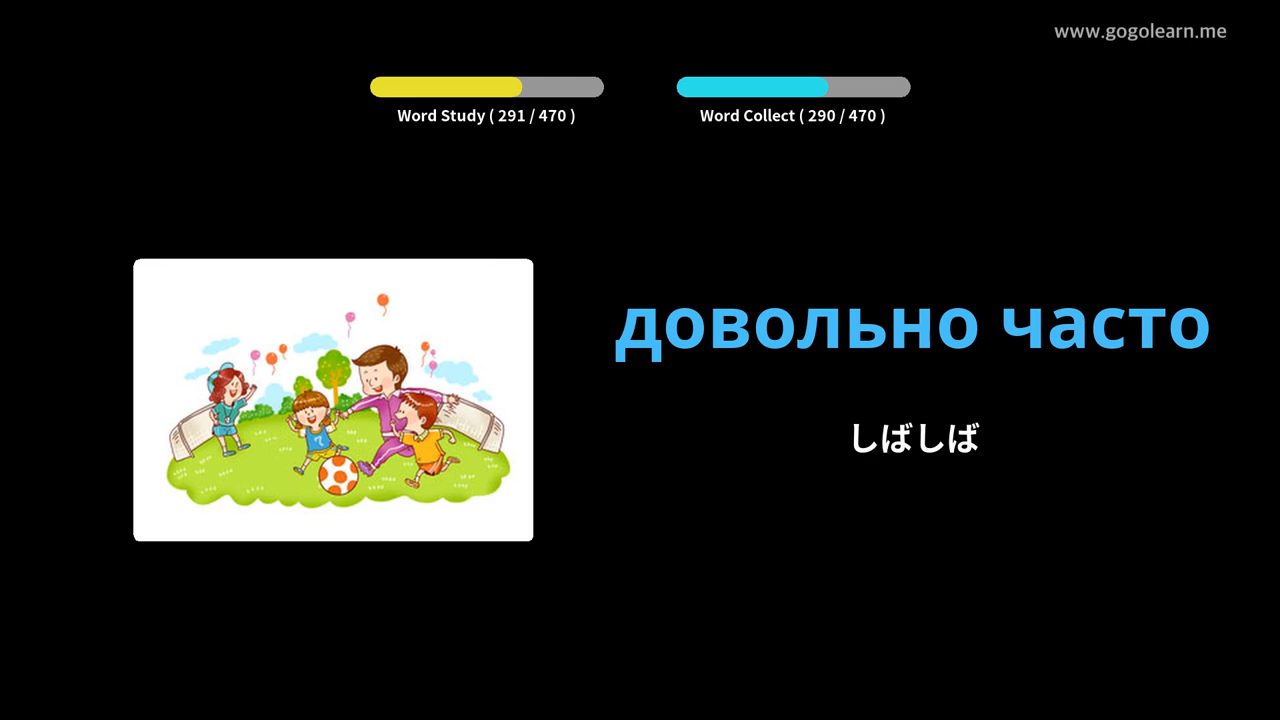 www.gogolearn.me
Word Study ( 291 / 470 )
Word Collect ( 290 / 470 )
довольно часто
しばしば